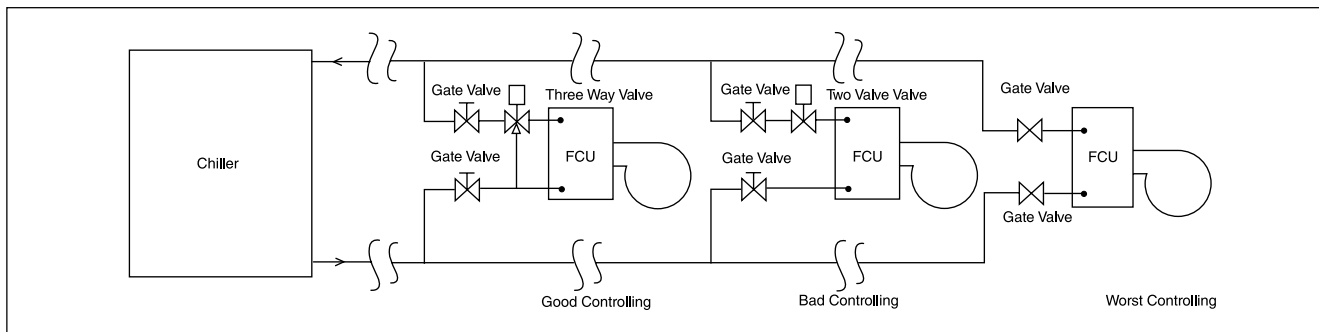 Gate Valve
Three Way Valve
Gate Valve
Two Valve Valve
Gate Valve
Chiller
Gate Valve
FCU
Gate Valve
FCU
FCU
Gate Valve
Good Controlling
Bad Controlling
Worst Controlling